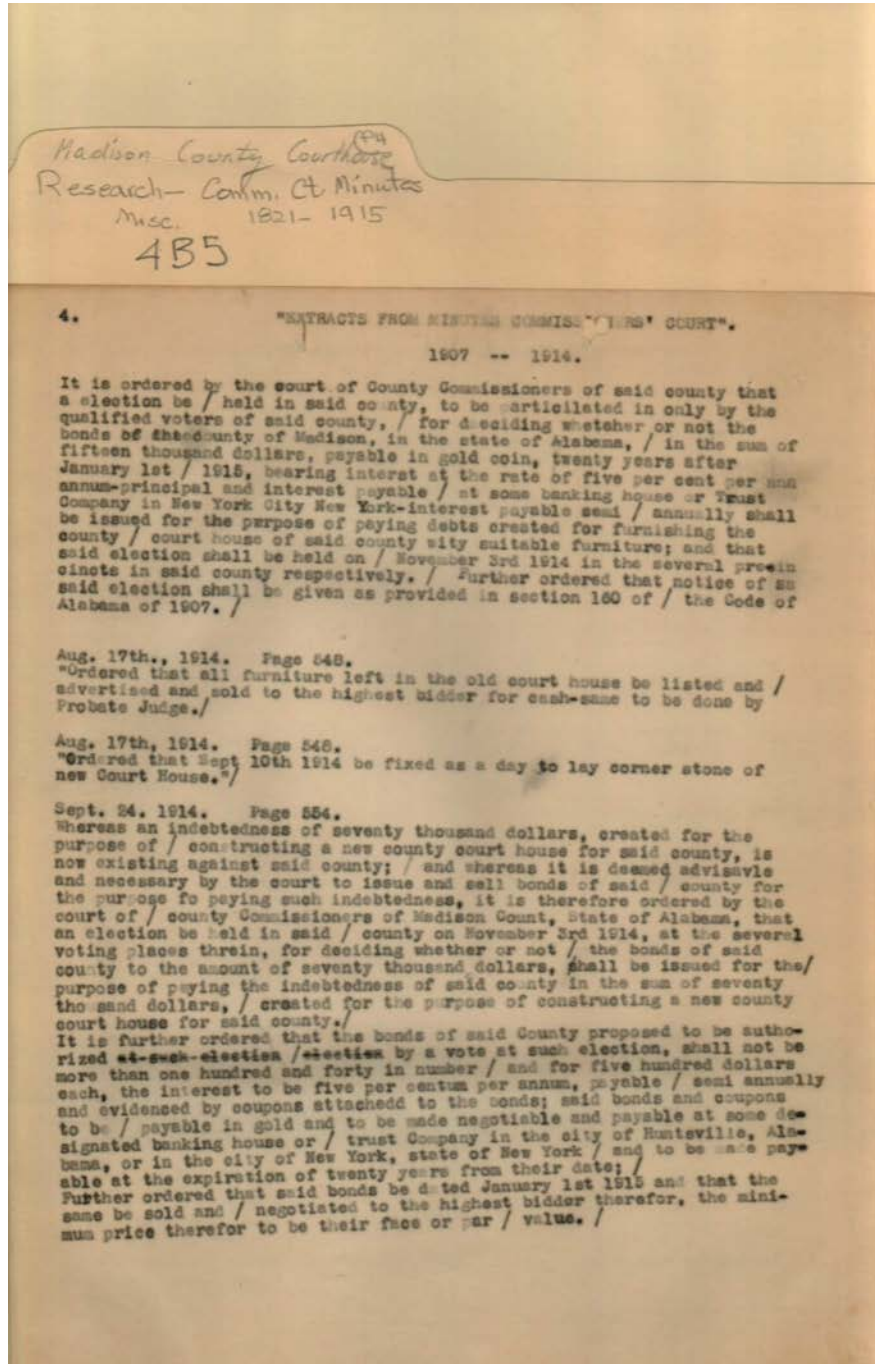 Madison County Courthouse
Research— Comm. Ct Minutes
Misc. 1821- 1915
4B5
4. "EXTRACTS FROM MINUTES COMMISS RS' COURT".
1907 -- 1914.
It is ordered by the court of County Commissioners of said county that
a election be / held in said co nty, to be articilated in only by the
qualified voters of said county, / for d ciding whetsher or not the
bonds of unty of Madison, in the state of Alabama, / in the sum of
fifteen thousand dollars, payable in gold coin, twenty years after
January 1st / 1915, bearing interst at the rate of five per cent per
annum-principal and interest payable / at some banking house or Trust
Company in New York City New York-interest payable semi / annually shall
be issued for the purpose of paying debts created for furnishing the
county / court house of said county wity suitable furniture; and that
said election shall be held on / November 3rd 1914 in the several
cincts in said county respectively. / Further ordered that notice of
said election shall be given as provided in section 160 of / the Code of
Alabama of 1907. /
Aug. 17th., 1914. Page 548.
"Ordered that all furniture left in the old court house be listed and /
advertised and sold to the highest bidder for cash-same to be done by
Probate Judge./
Aug. 17th, 1914. Page 548.
"Ordered that Sept 10th 1914 be fixed as a day to lay corner stone of
new Court House."/
Sept. 24. 1914. Page 554.
Whereas an indebtedness of seventy thousand dollars, created for the
purpose of / constructing a new county court house for said county, is
now existing against said county; / and whereas it is deemed advisavle
and necessary by the court to issue and sell bonds of said / county for
the purpose fo paying such indebtedness, it is therefore ordered by the
court of / county Commissioners of Madison Count, State of Alabama, that
an election be held in said / county on November 3rd 1914, at the several
voting places threin, for deciding whether or not / the bonds of said
county to the amount of seventy thousand dollars, shall be issued for the/
purpose of paying the indebtedness of said county in the sum of seventy
tho sand dollars, / created for the purpose of constructing a new county
court house for said county./
It is further ordered that the bonds of said County proposed to be autho-
rized at such election /election by a vote at such election, shall not be
more than one hundred and forty in number / and for five hundred dollars
each, the interest to be five per centum per annum, payable / semi annually
and evidenced by coupons attachedd to the bonds; said bonds and coupons
to be / payable in gold and to be made negotiable and payable at some de-
signated banking house or / trust Company in the city of Huntsville, Ala-
bama, or in the city of New York, state of New York / and to be made pay-
able at the expiration of twenty years from their date; /
Further ordered that said bonds be dated January 1st 1915 and that the
same be sold and / negotiated to the highest bidder therefor, the mini-
mum price therefor to be their face or par / value. /